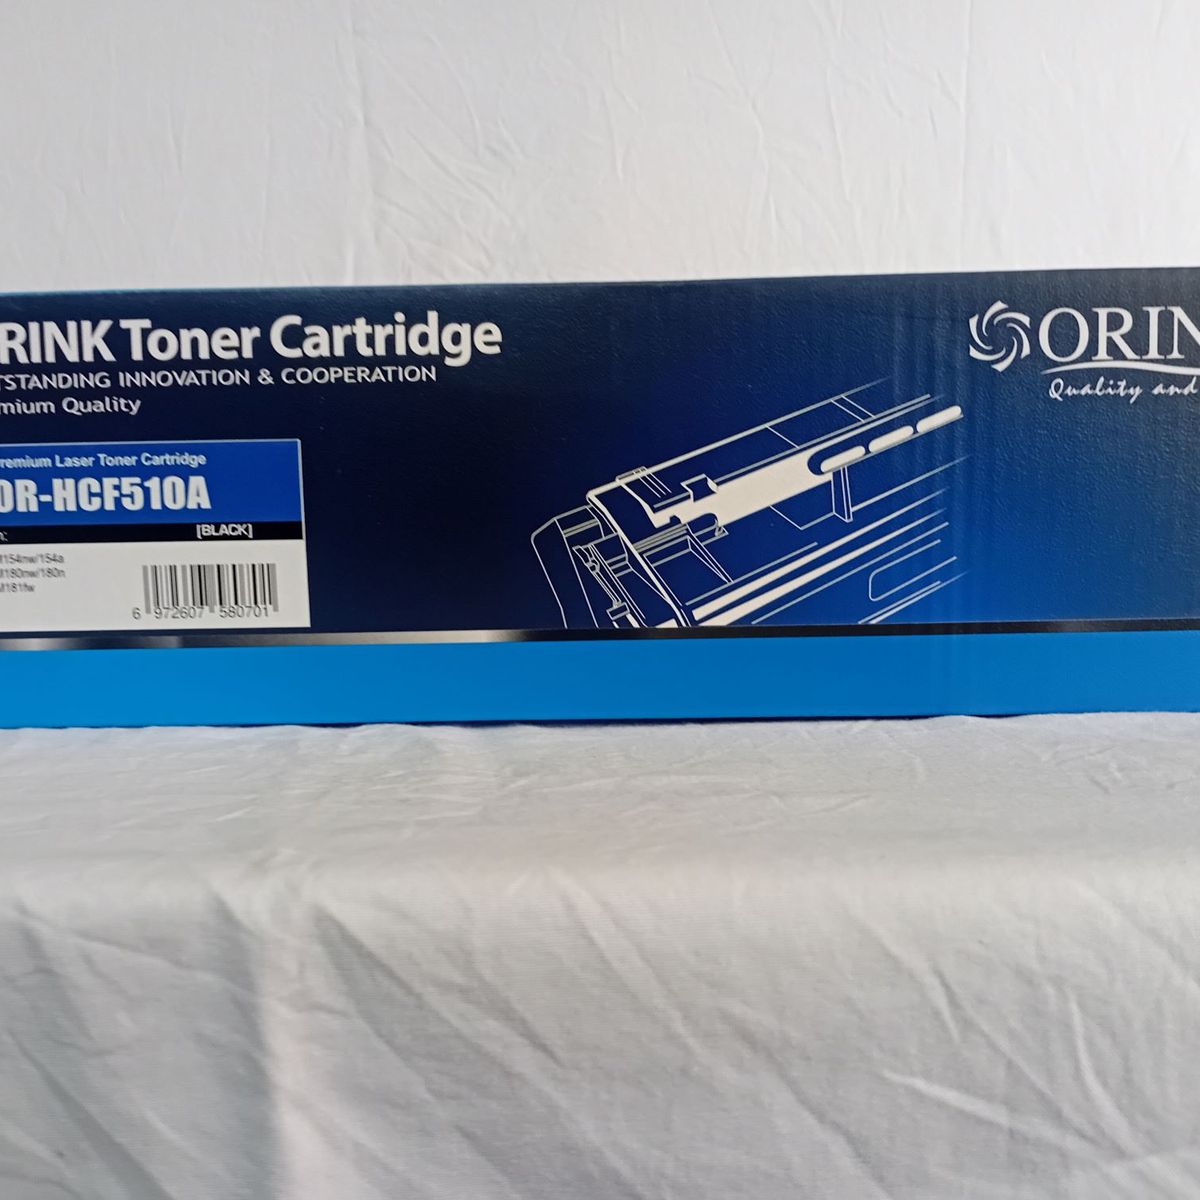 RINK Toner Cartridge
TSTANDING INNOVATION & COOPERATION
mium Quality
remium Laser Toner Cartridge
OR-HCF510A
[BLACK]
154nw/154a
180nw/180n
181fw
6 972607 580701
ORIN
Quality and